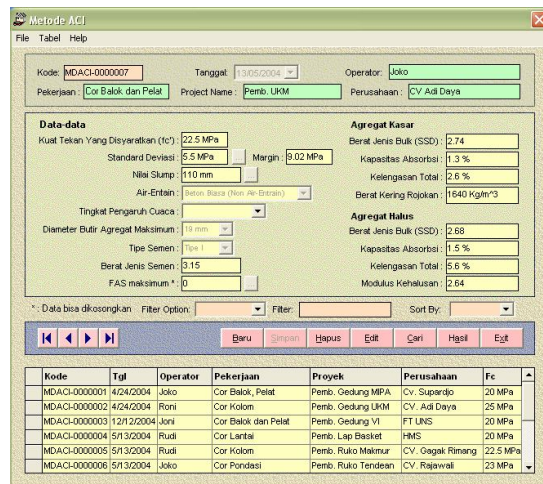 Metode ACI
File Tabel Help
Kode: MDACI-0000007 Tanggal: 13/05/2004 Operator: Joko
Pekerjaan : Cor Balok dan Pelat Project Name : Pemb. UKM Perusahaan : CV Adi Daya
Data-data
Kuat Tekan Yang Disyaratkan (fc') : 22.5 MPa
Standard Deviasi : 5.5 MPa Margin : 9.02 MPa
Nilai Slump : 110 mm
Air-Entain : Beton Biasa (Non Air-Entrain)
Tingkat Pengaruh Cuaca :
Diameter Butir Agregat Maksimum : 19 mm
Tipe Semen : Tipe I
Berat Jenis Semen : 3.15
FAS maksimum * : 0
Agregat Kasar
Berat Jenis Bulk (SSD) : 2.74
Kapasitas Absorbsi : 1.3 %
Kelengasan Total : 2.6 %
Berat Kering Rojokan : 1640 Kg/m^3
Agregat Halus
Berat Jenis Bulk (SSD) : 2.68
Kapasitas Absorbsi : 1.5 %
Kelengasan Total : 5.6 %
Modulus Kehalusan : 2.64
* : Data bisa dikosongkan Filter Option: Filter: Sort By:
Baru Simpan Hapus Edit Cari Hasil Exit
Kode Tgl Operator Pekerjaan Proyek Perusahaan Fc
MDACI-0000001 4/24/2004 Joko Cor Balok, Pelat Pemb. Gedung MIPA Cv. Supardjo 20 MPa
MDACI-0000002 4/24/2004 Roni Cor Kolom Pemb. Gedung UKM CV. Adi Daya 25 MPa
MDACI-0000003 12/12/2004 Joni Cor Balok dan Pelat Pemb. Gedung VI FT UNS 20 MPa
MDACI-0000004 5/13/2004 Rudi Cor Lantai Pemb. Lap Basket HMS 20 MPa
MDACI-0000005 5/13/2004 Rudi Cor Kolom Pemb. Ruko Makmur CV. Gagak Rimang 22.5 MPa
MDACI-0000006 5/13/2004 Joko Cor Pondasi Pemb. Ruko Tendean CV. Rajawali 23 MPa